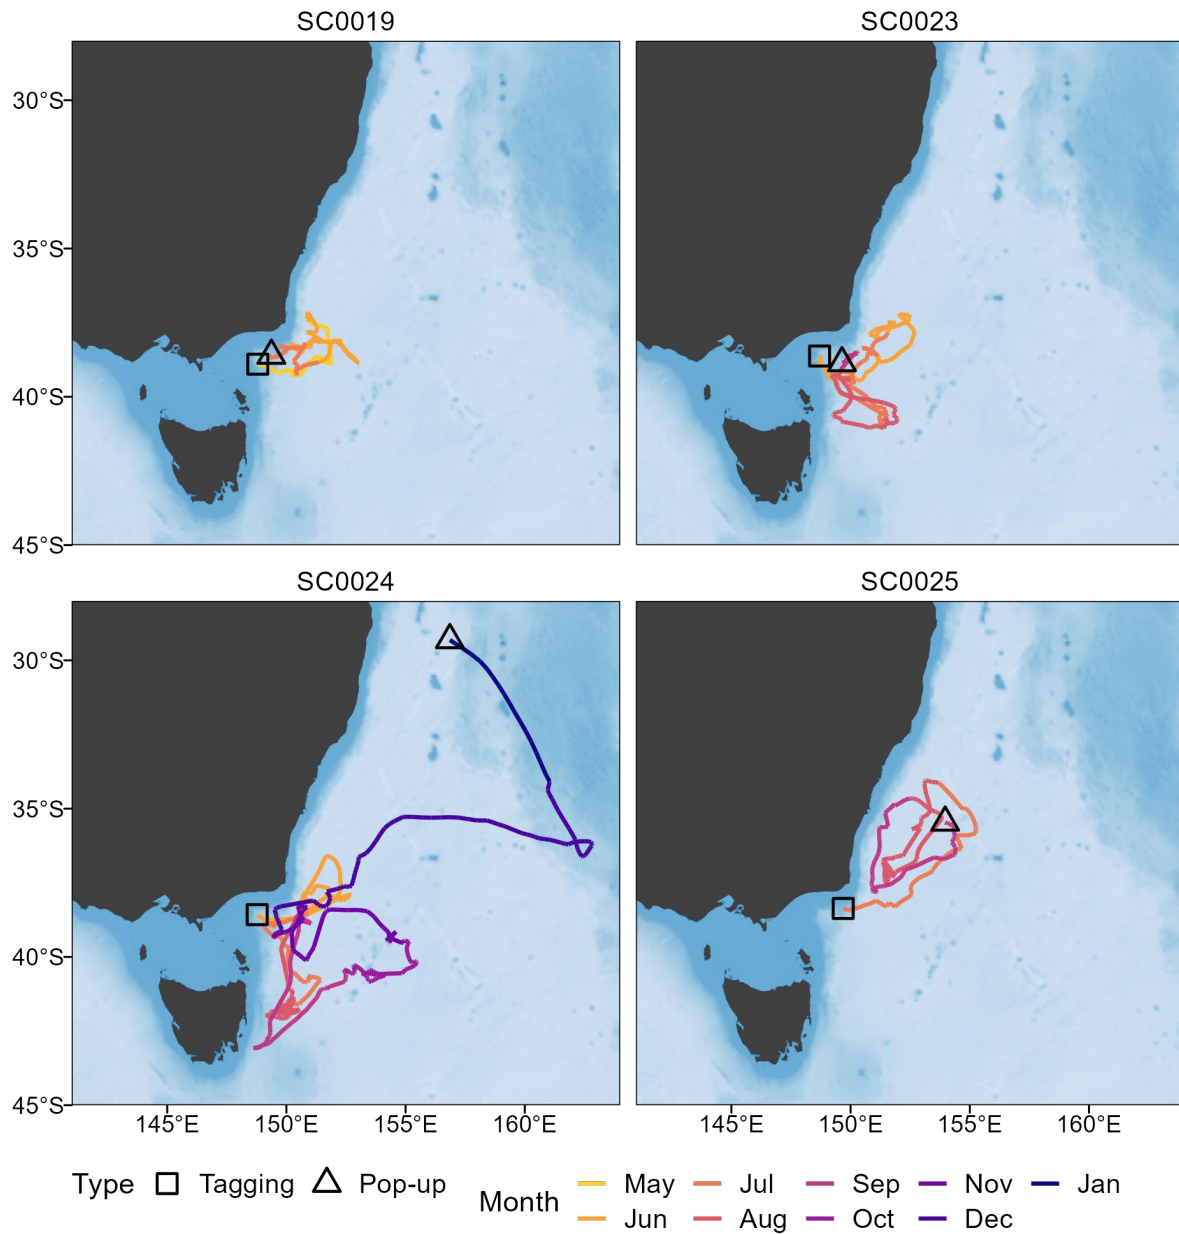 SC0019 SC0023
30°S
35°S
40°S
45°S
SC0024 SC0025
30°S
35°S
40°S
45°S
145°E 150°E 155°E 160°E 145°E 150°E 155°E 160°E
Type Tagging Pop-up Month
May Jul Sep Nov Jan
Jun Aug Oct Dec